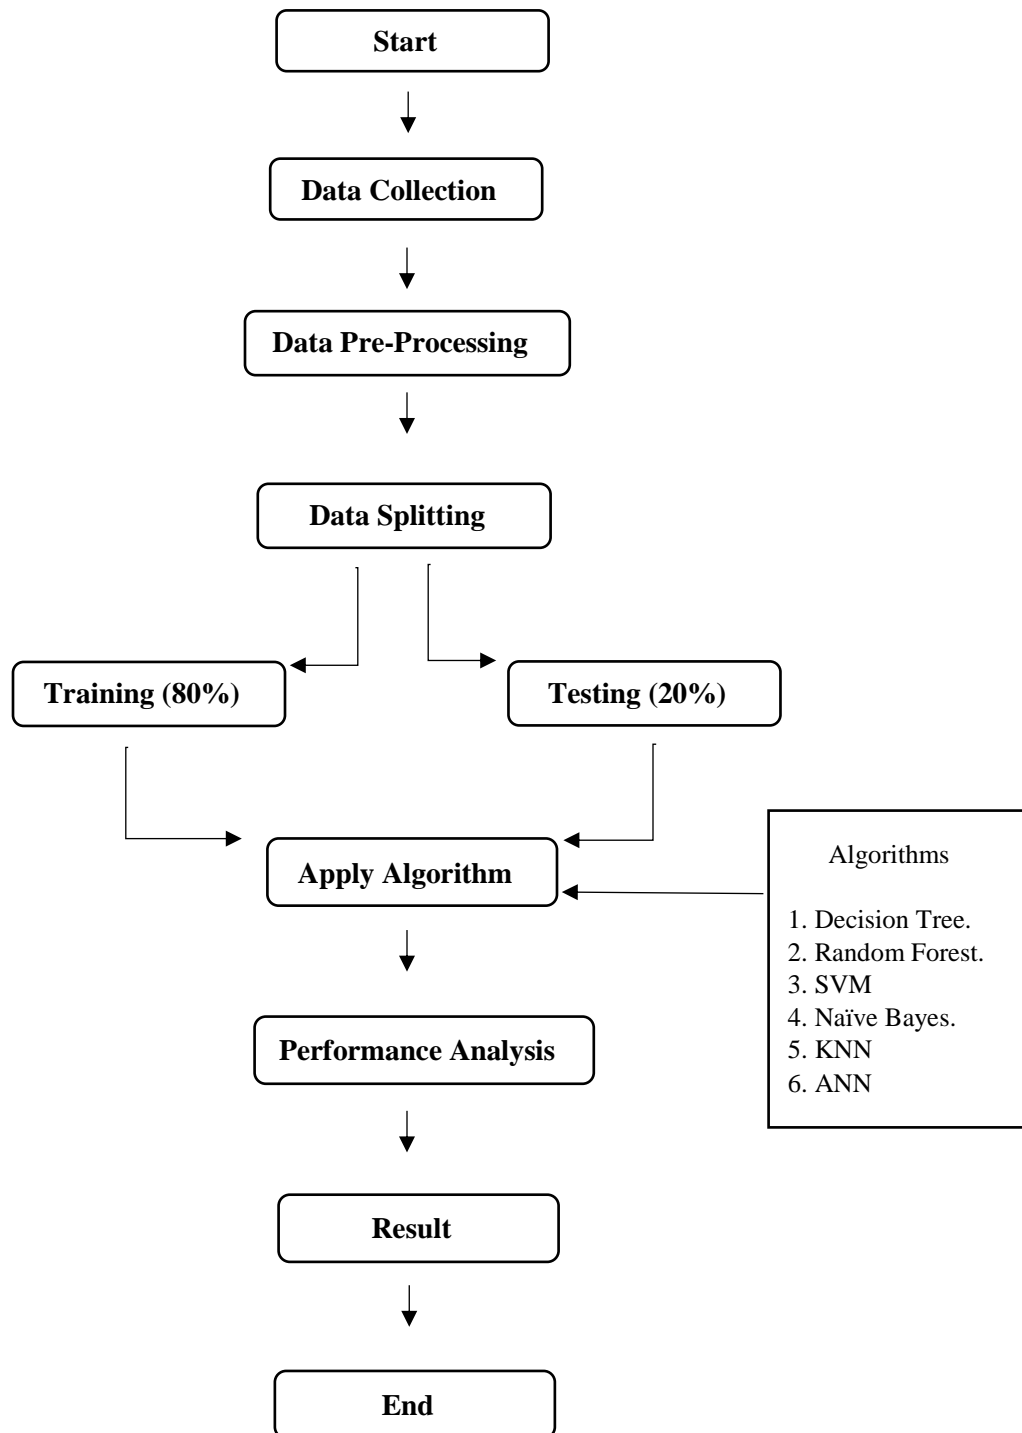 Start
Data Collection
Data Pre-Processing
Data Splitting
Training (80%)
Testing (20%)
Apply Algorithm
Algorithms
1. Decision Tree.
2. Random Forest.
3. SVM
4. Naïve Bayes.
5. KNN
6. ANN
Performance Analysis
Result
End